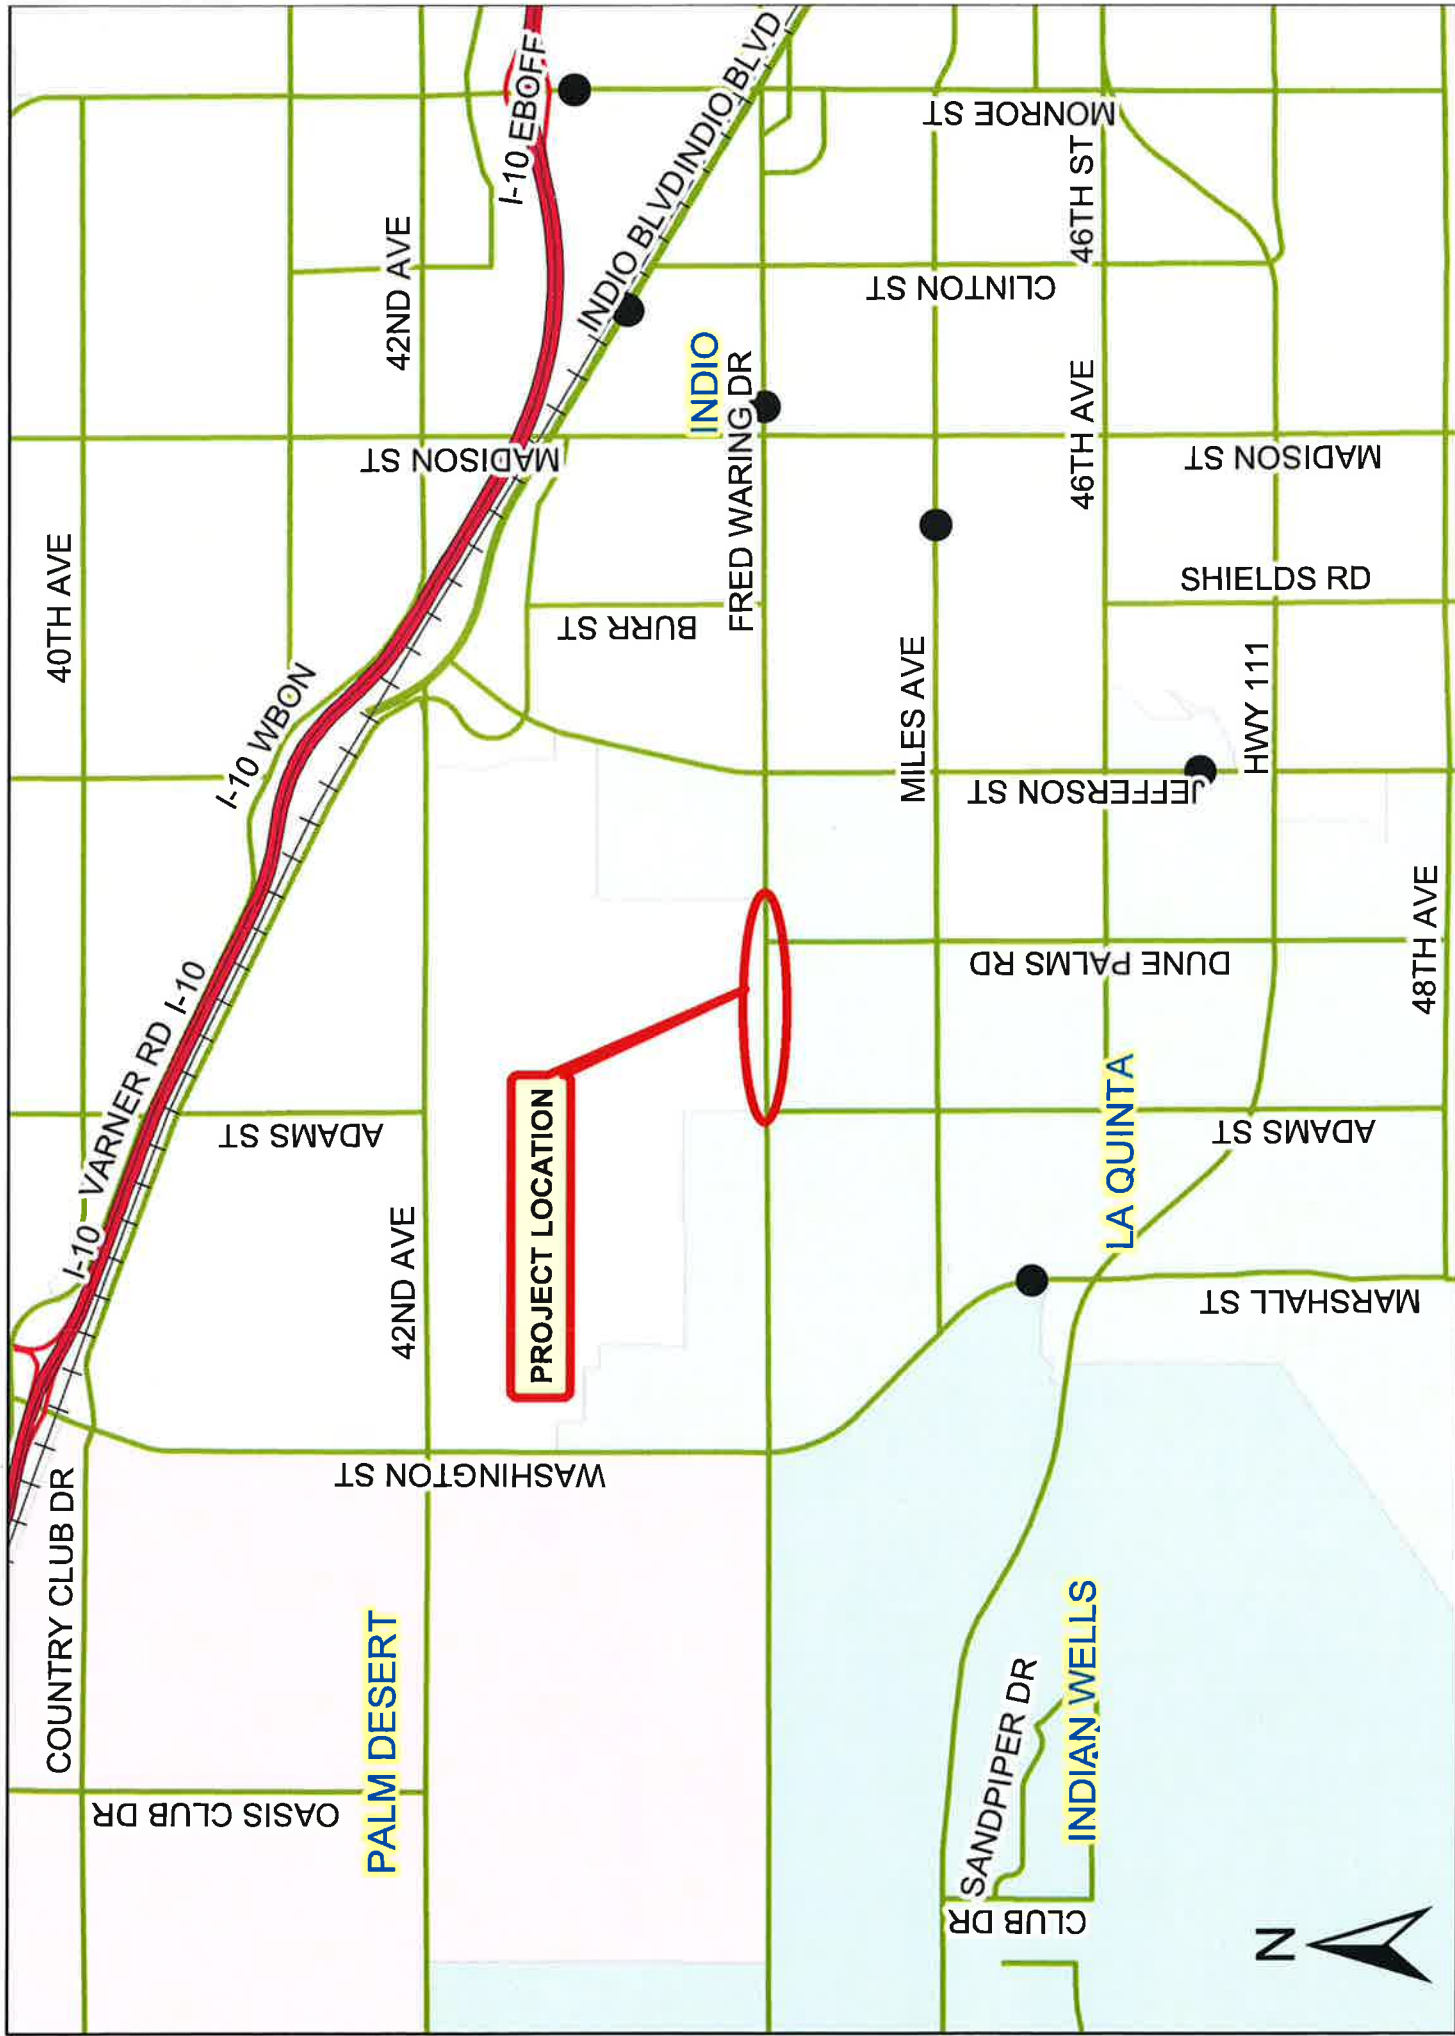 COUNTRY CLUB DR
40TH AVE
I-10
VARNER RD
I-10
OASIS CLUB DR
I-10 WBON
ADAMS ST
PALM DESERT
42ND AVE
42ND AVE
WASHINGTON ST
MADISON ST
I-10 EBOFF
PROJECT LOCATION
BURR ST
INDIO BLVD
INDIO BLVD
INDIO
FRED WARING DR
MILES AVE
CLINTON ST
MONROE ST
SANDPIPER DR
CLUB DR
JEFFERSON ST
DUNE PALMS RD
INDIAN WELLS
LA QUINTA
46TH AVE
46TH ST
HWY 111
SHIELDS RD
MADISON ST
ADAMS ST
MARSHALL ST
48TH AVE
N